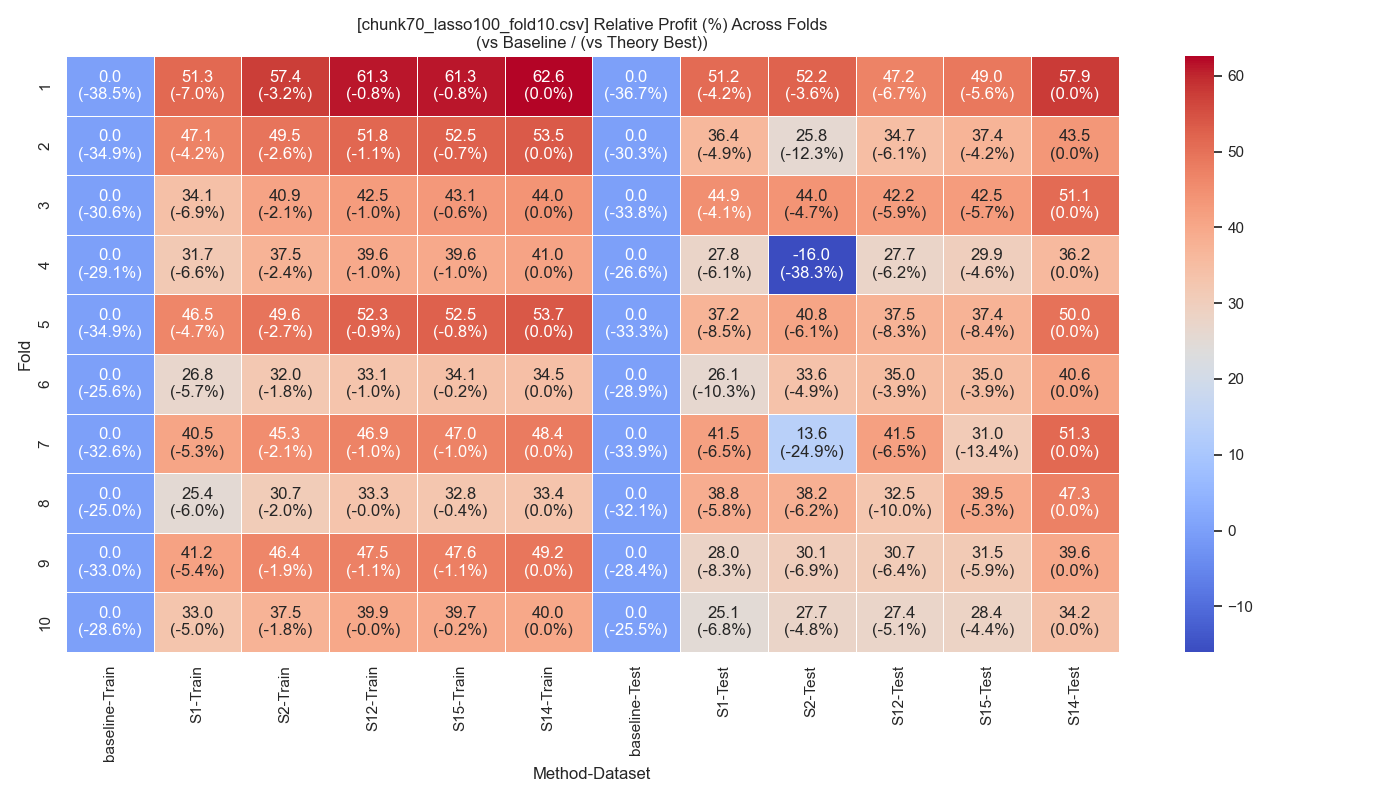 [chunk70_lasso100_fold10.csv] Relative Profit (%) Across Folds
(vs Baseline / (vs Theory Best))
Fold
1
0.0 51.3 57.4 61.3 61.3 62.6 0.0 51.2 52.2 47.2 49.0 57.9
(-38.5%) (-7.0%) (-3.2%) (-0.8%) (-0.8%) (0.0%) (-36.7%) (-4.2%) (-3.6%) (-6.7%) (-5.6%) (0.0%)
2
0.0 47.1 49.5 51.8 52.5 53.5 0.0 36.4 25.8 34.7 37.4 43.5
(-34.9%) (-4.2%) (-2.6%) (-1.1%) (-0.7%) (0.0%) (-30.3%) (-4.9%) (-12.3%) (-6.1%) (-4.2%) (0.0%)
3
0.0 34.1 40.9 42.5 43.1 44.0 0.0 44.9 44.0 42.2 42.5 51.1
(-30.6%) (-6.9%) (-2.1%) (-1.0%) (-0.6%) (0.0%) (-33.8%) (-4.1%) (-4.7%) (-5.9%) (-5.7%) (0.0%)
4
0.0 31.7 37.5 39.6 39.6 41.0 0.0 27.8 -16.0 27.7 29.9 36.2
(-29.1%) (-6.6%) (-2.4%) (-1.0%) (-1.0%) (0.0%) (-26.6%) (-6.1%) (-38.3%) (-6.2%) (-4.6%) (0.0%)
5
0.0 46.5 49.6 52.3 52.5 53.7 0.0 37.2 40.8 37.5 37.4 50.0
(-34.9%) (-4.7%) (-2.7%) (-0.9%) (-0.8%) (0.0%) (-33.3%) (-8.5%) (-6.1%) (-8.3%) (-8.4%) (0.0%)
6
0.0 26.8 32.0 33.1 34.1 34.5 0.0 26.1 33.6 35.0 35.0 40.6
(-25.6%) (-5.7%) (-1.8%) (-1.0%) (-0.2%) (0.0%) (-28.9%) (-10.3%) (-4.9%) (-3.9%) (-3.9%) (0.0%)
7
0.0 40.5 45.3 46.9 47.0 48.4 0.0 41.5 13.6 41.5 31.0 51.3
(-32.6%) (-5.3%) (-2.1%) (-1.0%) (-1.0%) (0.0%) (-33.9%) (-6.5%) (-24.9%) (-6.5%) (-13.4%) (0.0%)
8
0.0 25.4 30.7 33.3 32.8 33.4 0.0 38.8 38.2 32.5 39.5 47.3
(-25.0%) (-6.0%) (-2.0%) (-0.0%) (-0.4%) (0.0%) (-32.1%) (-5.8%) (-6.2%) (-10.0%) (-5.3%) (0.0%)
9
0.0 41.2 46.4 47.5 47.6 49.2 0.0 28.0 30.1 30.7 31.5 39.6
(-33.0%) (-5.4%) (-1.9%) (-1.1%) (-1.1%) (0.0%) (-28.4%) (-8.3%) (-6.9%) (-6.4%) (-5.9%) (0.0%)
10
0.0 33.0 37.5 39.9 39.7 40.0 0.0 25.1 27.7 27.4 28.4 34.2
(-28.6%) (-5.0%) (-1.8%) (-0.0%) (-0.2%) (0.0%) (-25.5%) (-6.8%) (-4.8%) (-5.1%) (-4.4%) (0.0%)
baseline-Train
S1-Train
S2-Train
S12-Train
S15-Train
S14-Train
baseline-Test
S1-Test
S2-Test
S12-Test
S15-Test
S14-Test
Method-Dataset
60
50
40
30
20
10
0
−10